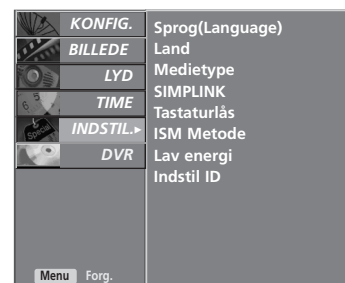 KONFIG.
BILLEDE
LYD
TIME
INDSTIL.▸
DVR
Sprog(Language)
Land
Medietype
SIMPLINK
Tastaturlås
ISM Metode
Lav energi
Indstil ID
Menu Forg.